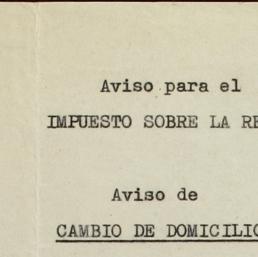 Aviso para el
IMPUESTO SOBRE LA RE
Aviso de
CAMBIO DE DOMICILIO